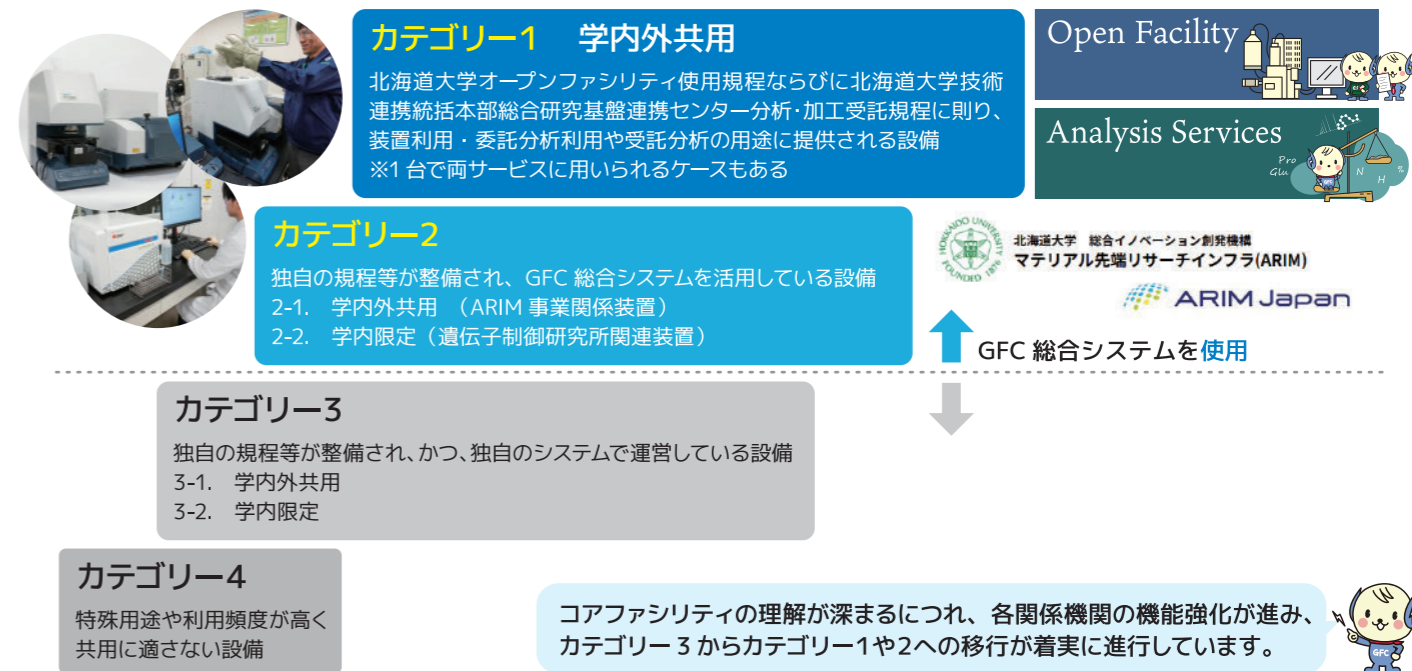 カテゴリー1 学内外共用
北海道大学オープンファシリティ使用規程ならびに北海道大学技術
連携統括本部総合研究基盤連携センター分析・加工受託規程に則り、
装置利用・委託分析利用や受託分析の用途に提供される設備
※1台で両サービスに用いられるケースもある
Open Facility
Analysis Services
Pro
Glu
N
H
%
GFC
カテゴリー2
独自の規程等が整備され、GFC 総合システムを活用している設備
2-1. 学内外共用 （ARIM 事業関係装置）
2-2. 学内限定（遺伝子制御研究所関連装置）
HOKKAIDO UNIVERSITY
FOUNDED 1876
北海道大学 総合イノベーション創発機構
マテリアル先端リサーチインフラ(ARIM)
ARIM Japan
GFC 総合システムを使用
カテゴリー3
独自の規程等が整備され、かつ、独自のシステムで運営している設備
3-1. 学内外共用
3-2. 学内限定
カテゴリー4
特殊用途や利用頻度が高く
共用に適さない設備
コアファシリティの理解が深まるにつれ、各関係機関の機能強化が進み、
カテゴリー 3 からカテゴリー1や2への移行が着実に進行しています。
GFC